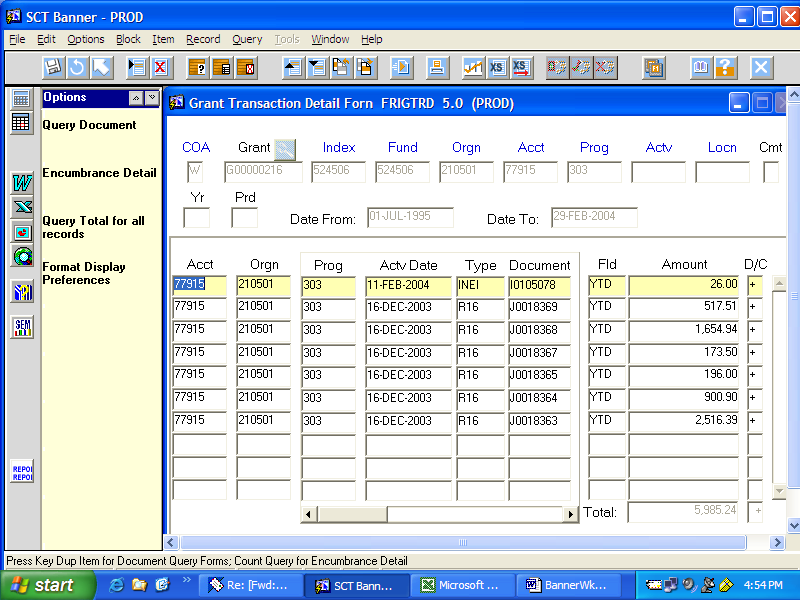 SCT Banner - PROD
File Edit Options Block Item Record Query Tools Window Help
XS XS
Options
Query Document
Encumbrance Detail
Query Total for all
records
Format Display
Preferences
SEM
REPOI
REPOI
Grant Transaction Detail Forn FRIGTRD 5.0 (PROD)
COA Grant Index Fund Orgn Acct Prog Actv Locn Cmt
W G00000216 524506 524506 210501 77915 303
Yr Prd
Date From: 01-JUL-1995 Date To: 29-FEB-2004
Acct Orgn Prog Actv Date Type Document Fld Amount D/C
77915 210501 303 11-FEB-2004 INEI I0105078 YTD 26.00 +
77915 210501 303 16-DEC-2003 R16 J0018369 YTD 517.51 +
77915 210501 303 16-DEC-2003 R16 J0018368 YTD 1,654.94 +
77915 210501 303 16-DEC-2003 R16 J0018367 YTD 173.50 +
77915 210501 303 16-DEC-2003 R16 J0018365 YTD 196.00 +
77915 210501 303 16-DEC-2003 R16 J0018364 YTD 900.90 +
77915 210501 303 16-DEC-2003 R16 J0018363 YTD 2,516.39 +
Total: 5,985.24 +
Press Key Dup Item for Document Query Forms; Count Query for Encumbrance Detail
start Re: [Fwd:... SCT Bann... Microsoft ... BannerWk... 4:54 PM